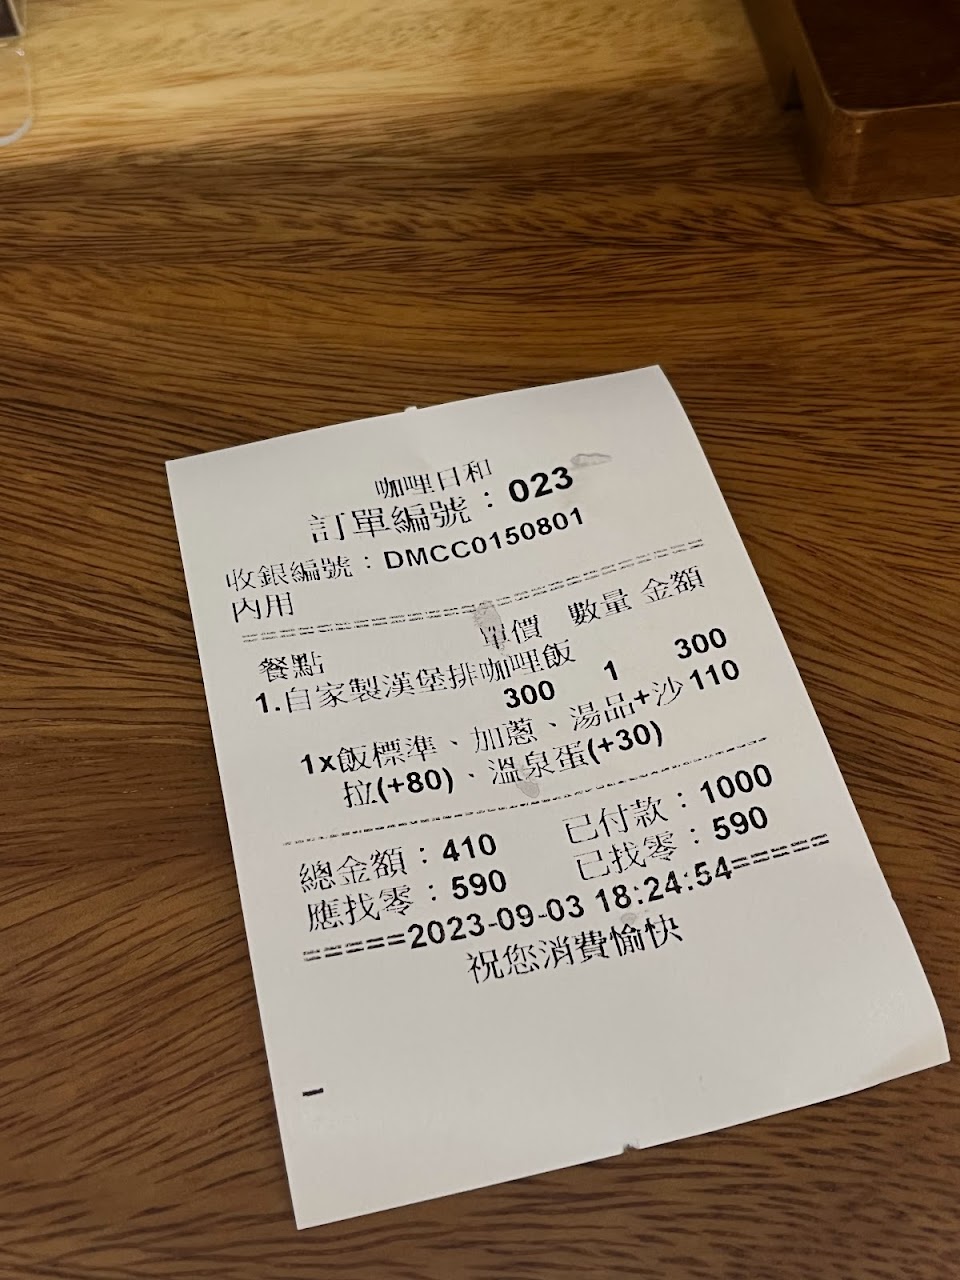 咖哩日和
訂單編號：023
收銀編號：DMCC0150801
內用
餐點 單價 數量 金額
1.自家製漢堡排咖哩飯
300 1 300
1x飯標準、加蔥、湯品+沙 110
拉(+80)、溫泉蛋(+30)
總金額：410 已付款：1000
應找零：590 已找零：590
=====2023-09-03 18:24:54=====
祝您消費愉快